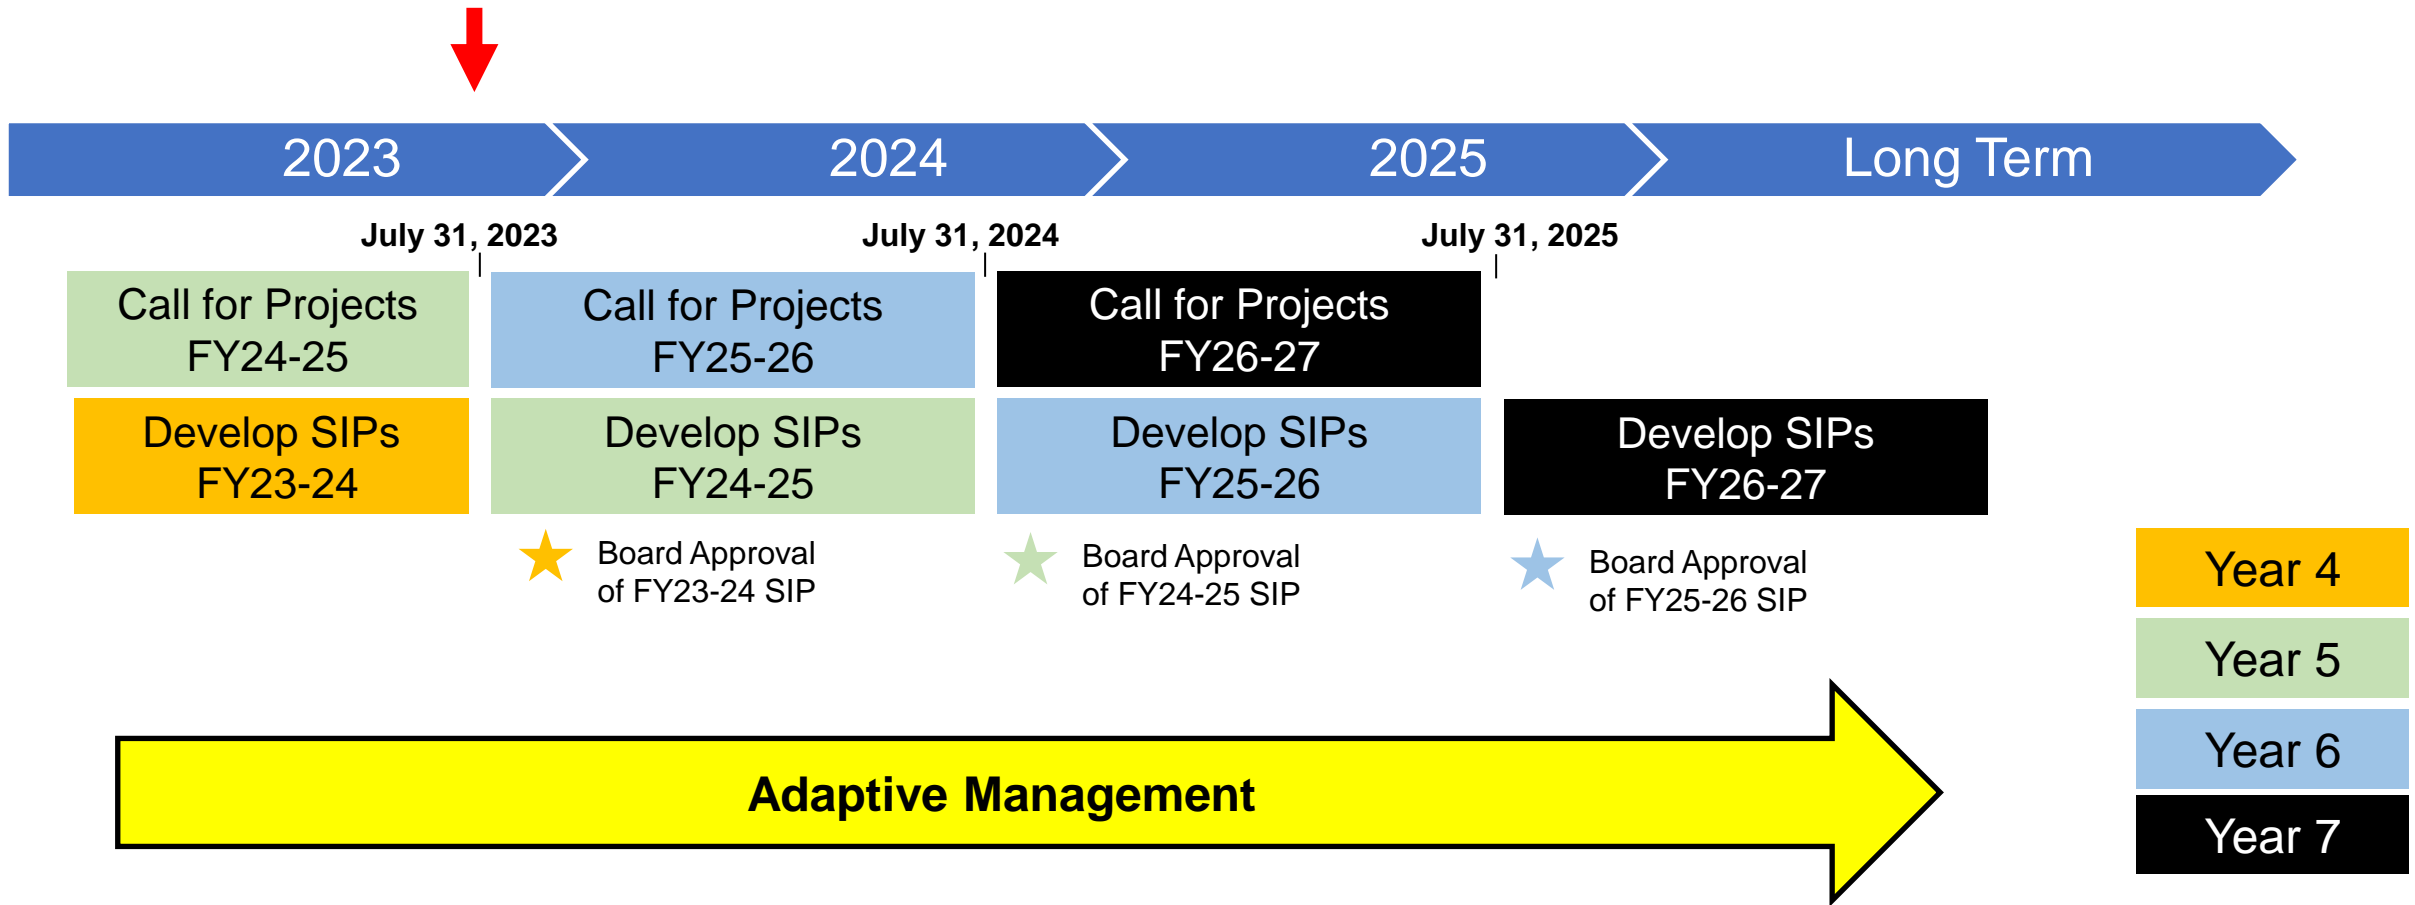 2023
2024
2025
Long Term
July 31, 2023
July 31, 2024
July 31, 2025
Call for Projects
FY24-25
Call for Projects
FY25-26
Call for Projects
FY26-27
Develop SIPs
FY23-24
Develop SIPs
FY24-25
Develop SIPs
FY25-26
Develop SIPs
FY26-27
Board Approval
of FY23-24 SIP
Board Approval
of FY24-25 SIP
Board Approval
of FY25-26 SIP
Year 4
Year 5
Year 6
Year 7
Adaptive Management